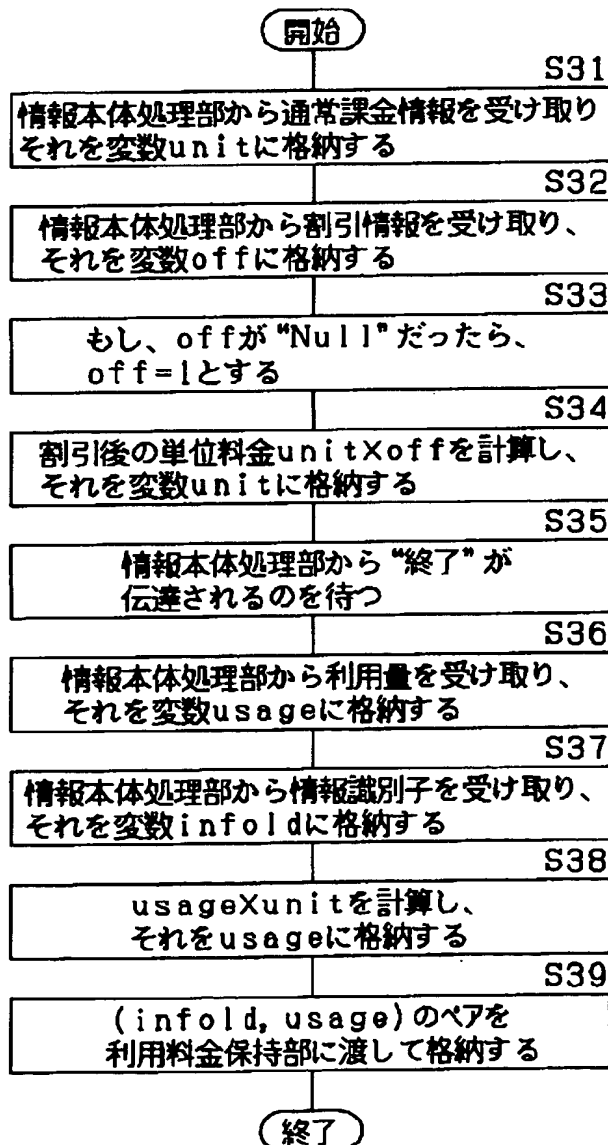 開始
S31
情報本体処理部から通常課金情報を受け取り
それを変数unitに格納する
S32
情報本体処理部から割引情報を受け取り、
それを変数offに格納する
S33
もし、offが“Null”だったら、
off=1とする
S34
割引後の単位料金unit×offを計算し、
それを変数unitに格納する
S35
情報本体処理部から“終了”が
伝達されるのを待つ
S36
情報本体処理部から利用量を受け取り、
それを変数usageに格納する
S37
情報本体処理部から情報識別子を受け取り、
それを変数infoIdに格納する
S38
usage×unitを計算し、
それをusageに格納する
S39
(infoId, usage)のペアを
利用料金保持部に渡して格納する
終了